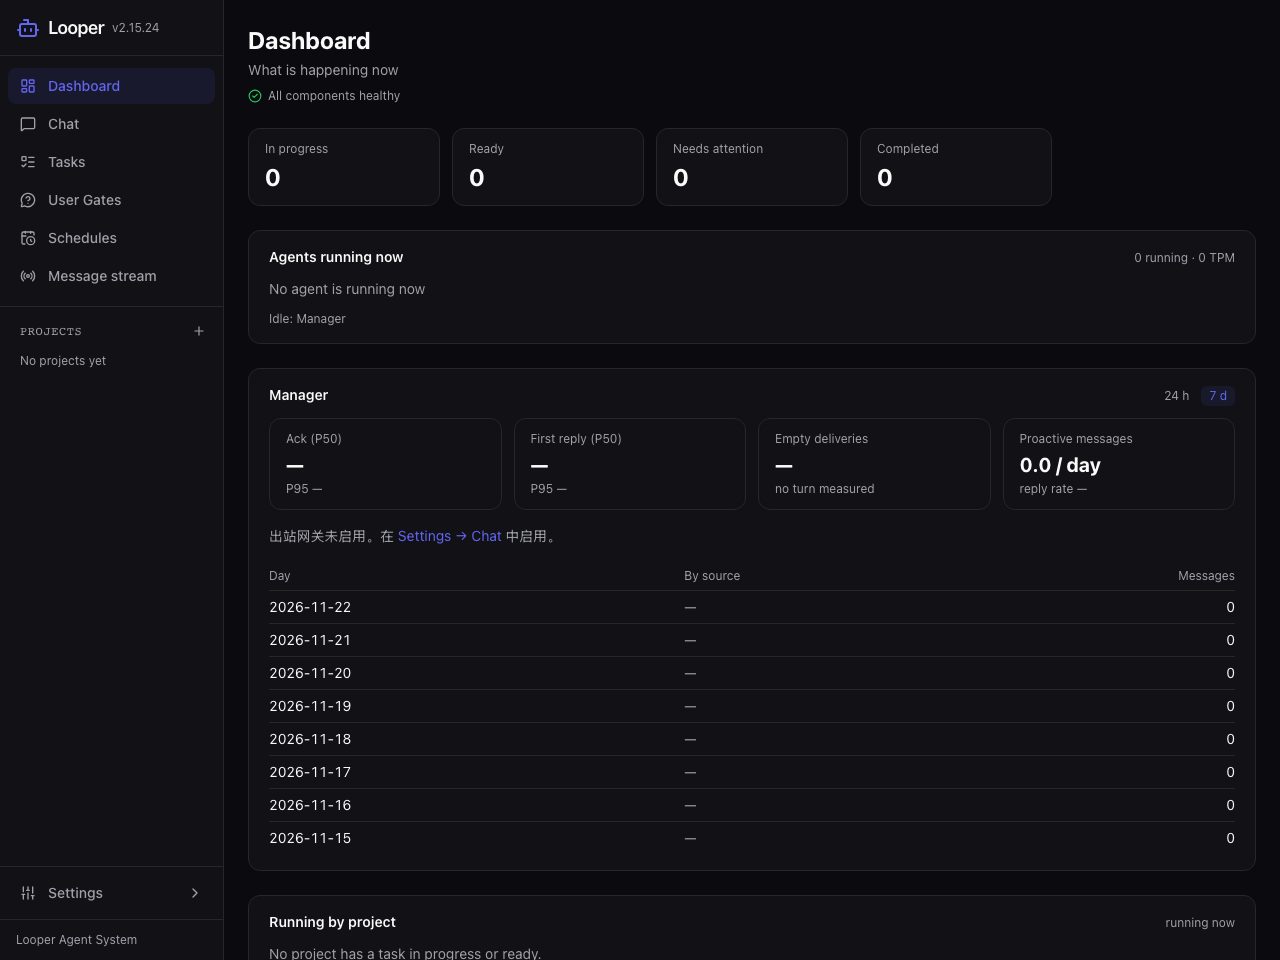 Looper v2.15.24
Dashboard
Chat
Tasks
User Gates
Schedules
Message stream
PROJECTS
No projects yet
Settings
Looper Agent System
Dashboard
What is happening now
All components healthy
In progress
0
Ready
0
Needs attention
0
Completed
0
Agents running now
0 running · 0 TPM
No agent is running now
Idle: Manager
Manager
24 h 7 d
Ack (P50)
—
P95 —
First reply (P50)
—
P95 —
Empty deliveries
—
no turn measured
Proactive messages
0.0 / day
reply rate —
出站网关未启用。在 Settings → Chat 中启用。
Day By source Messages
2026-11-22 — 0
2026-11-21 — 0
2026-11-20 — 0
2026-11-19 — 0
2026-11-18 — 0
2026-11-17 — 0
2026-11-16 — 0
2026-11-15 — 0
Running by project
running now
No project has a task in progress or ready.